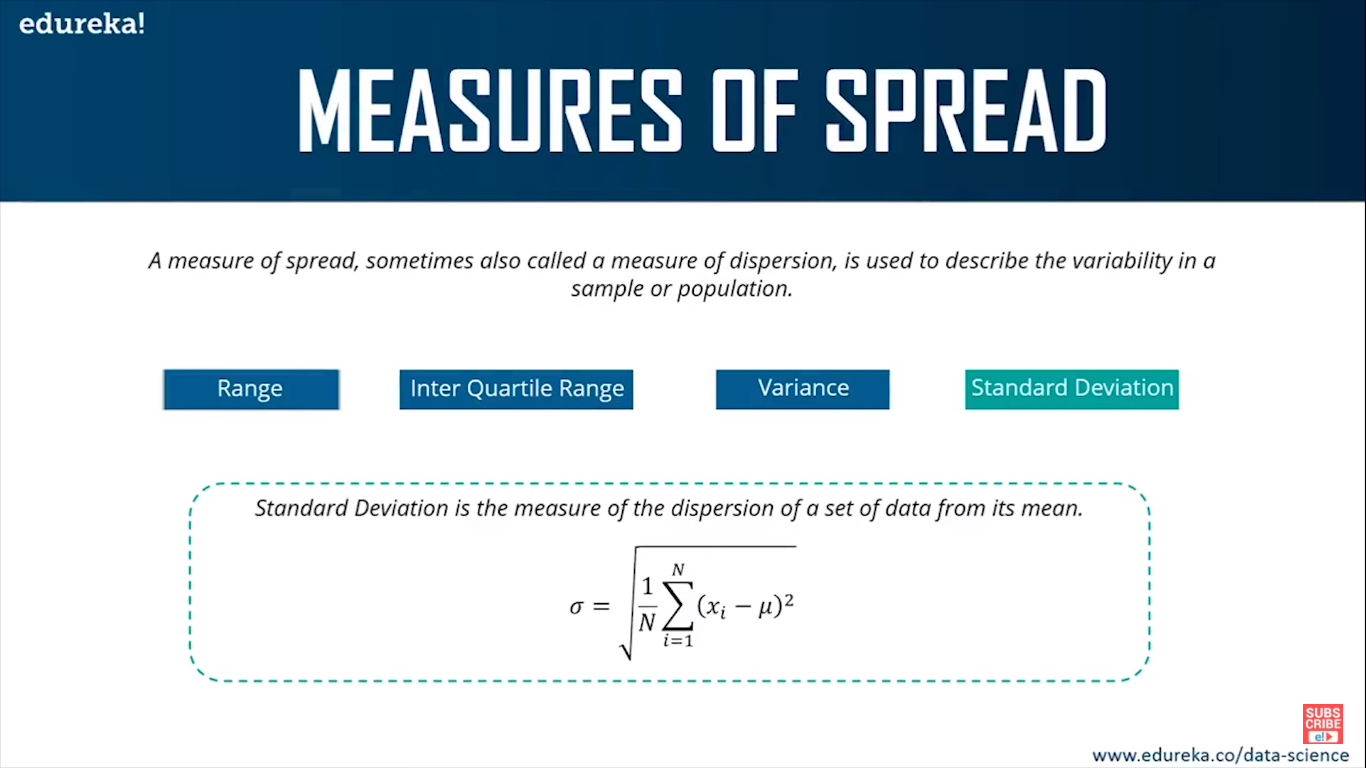 edureka!
MEASURES OF SPREAD
A measure of spread, sometimes also called a measure of dispersion, is used to describe the variability in a
sample or population.
Range
Inter Quartile Range
Variance
Standard Deviation
Standard Deviation is the measure of the dispersion of a set of data from its mean.
σ = √(1/N ∑_{i=1}^{N} (x_i − μ)²)
SUBS
CRIBE
e!
www.edureka.co/data-science